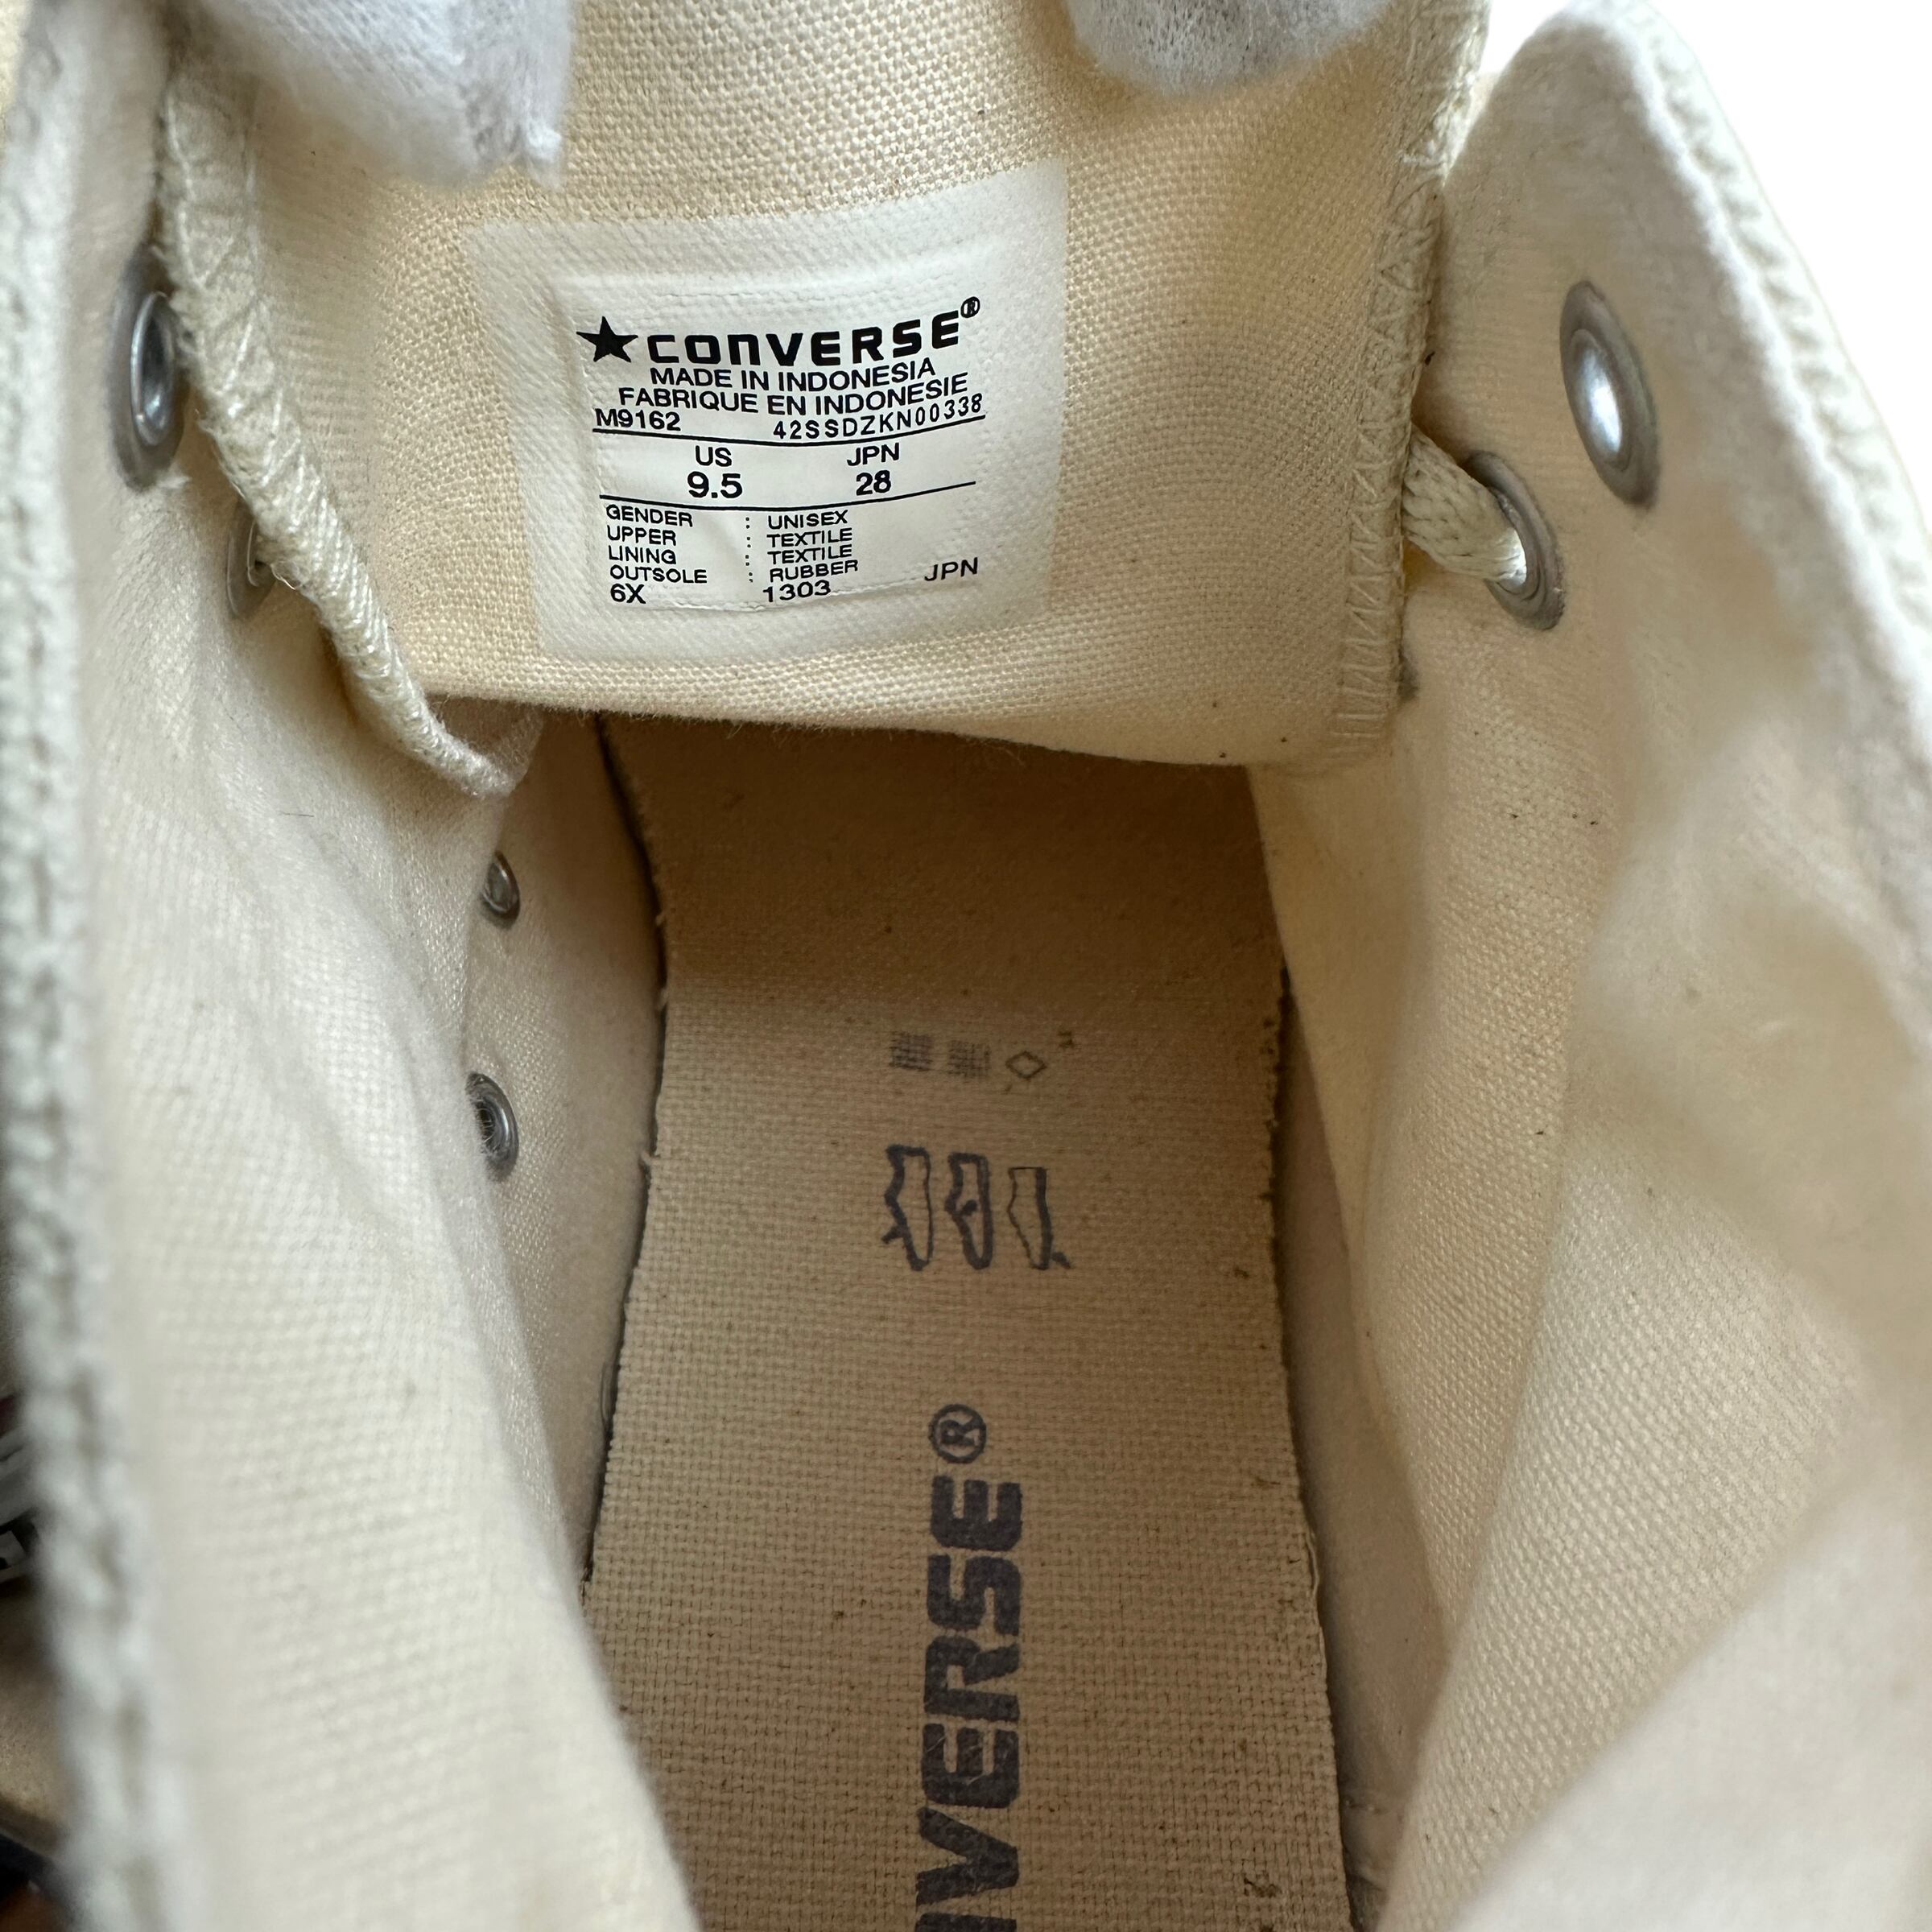 ★CONVERSE®
MADE IN INDONESIA
FABRIQUE EN INDONESIE
M9162 42SSDZKN00338
US JPN
9.5 28
GENDER : UNISEX
UPPER : TEXTILE
LINING : TEXTILE
OUTSOLE : RUBBER JPN
6X 1303
VERSE®